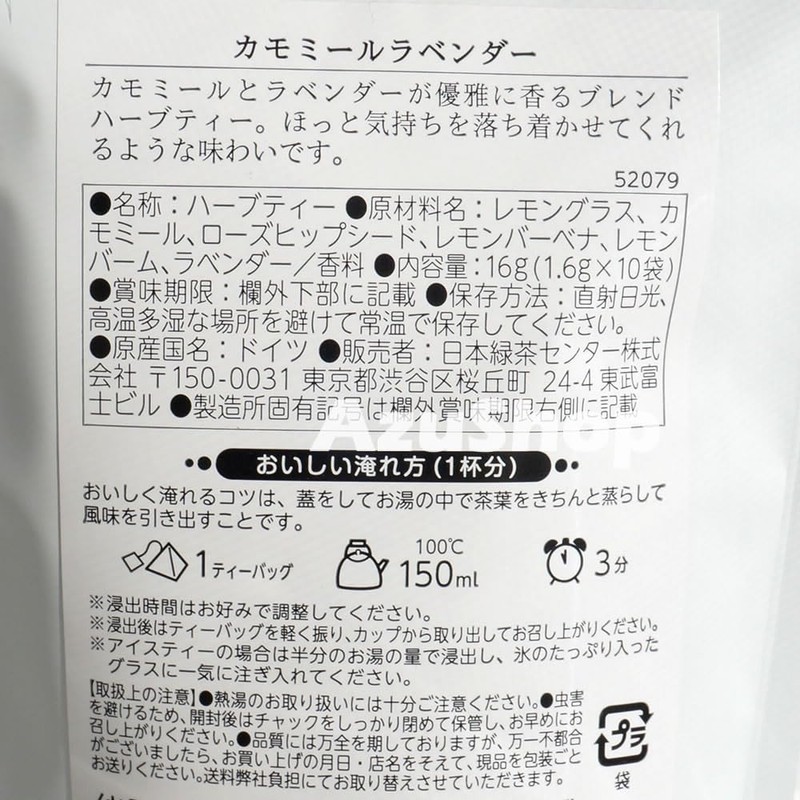 カモミールラベンダー
カモミールとラベンダーが優雅に香るブレンド
ハーブティー。ほっと気持ちを落ち着かせてくれ
るような味わいです。
52079
●名称：ハーブティー ●原材料名：レモングラス、カ
モミール、ローズヒップシード、レモンバーベナ、レモン
バーム、ラベンダー／香料 ●内容量：16g(1.6g×10袋)
●賞味期限：欄外下部に記載 ●保存方法：直射日光、
高温多湿な場所を避けて常温で保存してください。
●原産国名：ドイツ ●販売者：日本緑茶センター株式
会社 〒150-0031 東京都渋谷区桜丘町 24-4 東武富
士ビル ●製造所固有記号は欄外賞味期限右側に記載
AzuShop
おいしい淹れ方(1杯分)
おいしく淹れるコツは、蓋をしてお湯の中で茶葉をきちんと蒸らして
風味を引き出すことです。
1ティーバッグ 100℃ 150ml 3分
※浸出時間はお好みで調整してください。
※浸出後はティーバッグを軽く振り、カップから取り出してお召し上がりください。
※アイスティーの場合は半分のお湯の量で浸出し、氷のたっぷり入った
グラスに一気に注ぎ入れてください。
【取扱上の注意】●熱湯のお取り扱いには十分ご注意ください。●虫害
を避けるため、開封後はチャックをしっかり閉めて保管し、お早めにお
召し上がりください。●品質には万全を期しておりますが、万一不都合
がございましたら、お買い上げの月日・店名をそえて、現品を包装ごと
お送りください。送料弊社負担にてお取り替えさせていただきます。
プラ
袋